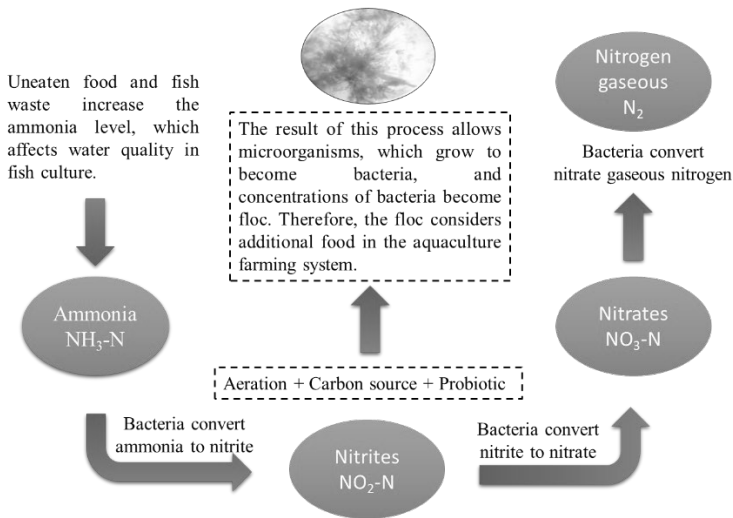 Uneaten food and fish
waste increase the
ammonia level, which
affects water quality in
fish culture.
Ammonia
NH₃-N
Bacteria convert
ammonia to nitrite
The result of this process allows
microorganisms, which grow to
become bacteria, and
concentrations of bacteria become
floc. Therefore, the floc considers
additional food in the aquaculture
farming system.
Aeration + Carbon source + Probiotic
Nitrites
NO₂-N
Bacteria convert
nitrite to nitrate
Nitrates
NO₃-N
Bacteria convert
nitrate gaseous nitrogen
Nitrogen
gaseous
N₂